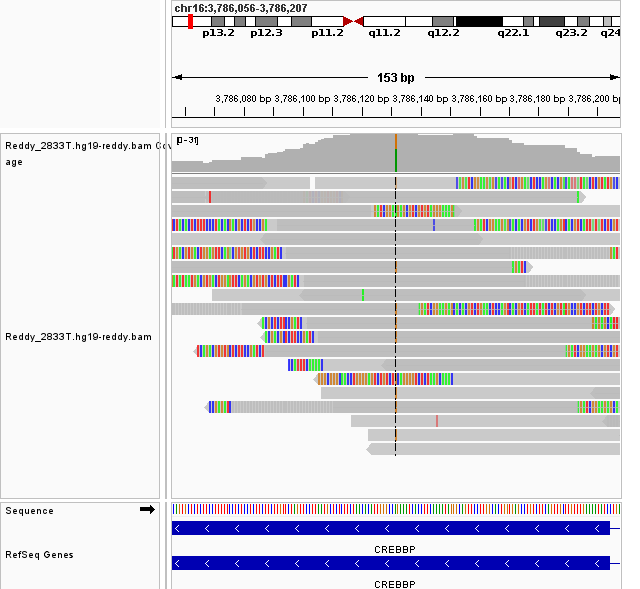 chr16:3,786,056-3,786,207
p13.2 p12.3 p11.2 q11.2 q12.2 q22.1 q23.2 q24
153 bp
3,786,080 bp 3,786,100 bp 3,786,120 bp 3,786,140 bp 3,786,160 bp 3,786,180 bp 3,786,200 bp
[0-31]
Reddy_2833T.hg19-reddy.bam Cov
age
Reddy_2833T.hg19-reddy.bam
Sequence
RefSeq Genes
CREBBP
CREBBP